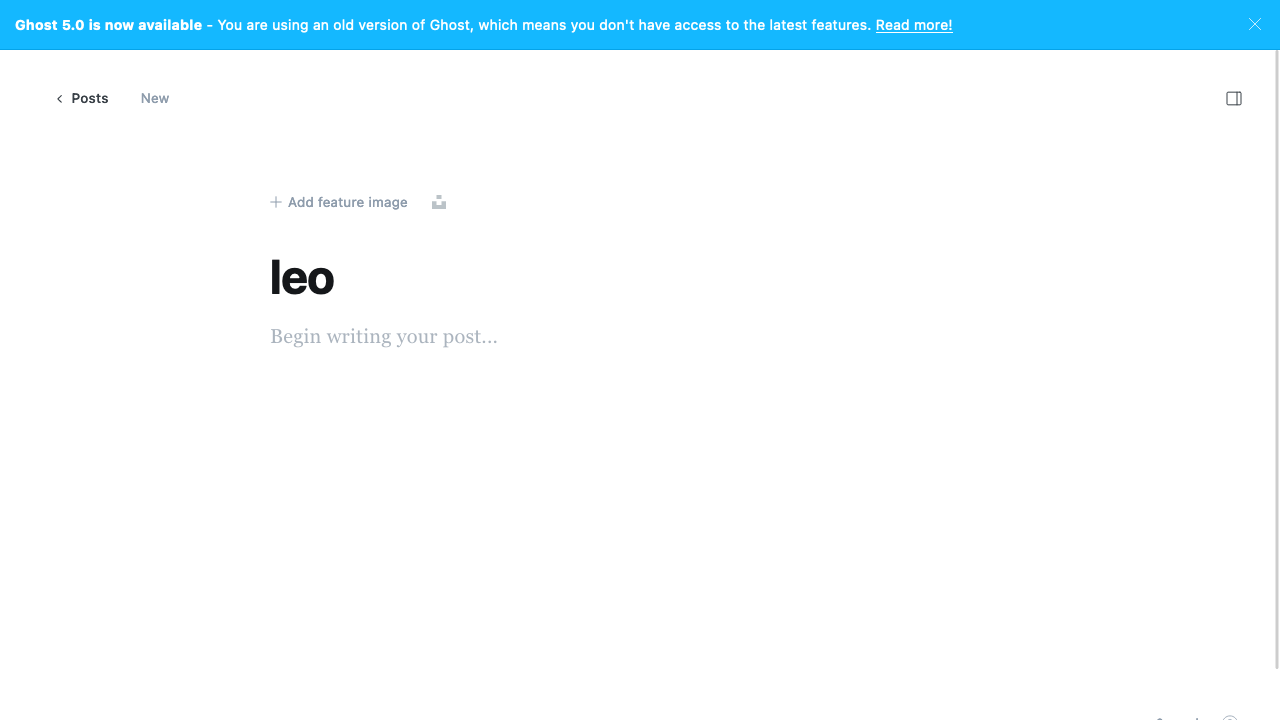 Ghost 5.0 is now available - You are using an old version of Ghost, which means you don't have access to the latest features. Read more!
Posts New
Add feature image
leo
Begin writing your post...